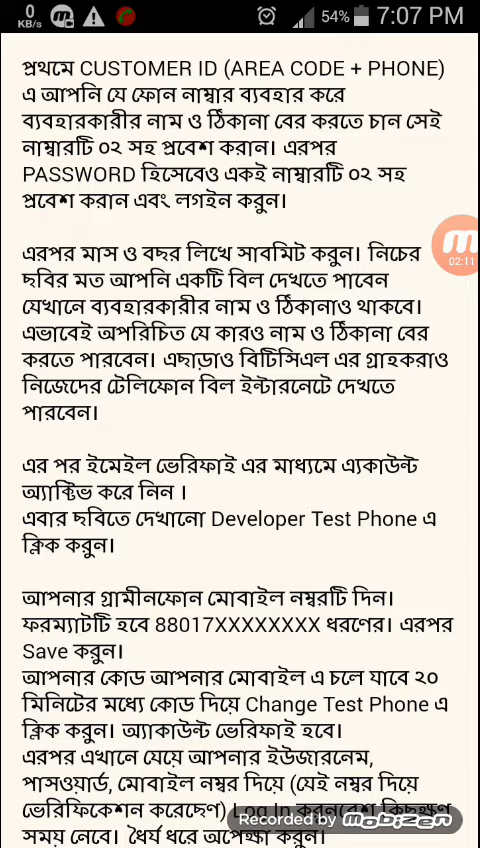 0
KB/s
54%
7:07 PM
প্রথমে CUSTOMER ID (AREA CODE + PHONE)
এ আপনি যে ফোন নাম্বার ব্যবহার করে
ব্যবহারকারীর নাম ও ঠিকানা বের করতে চান সেই
নাম্বারটি ০২ সহ প্রবেশ করান। এরপর
PASSWORD হিসেবেও একই নাম্বারটি ০২ সহ
প্রবেশ করান এবং লগইন করুন।
এরপর মাস ও বছর লিখে সাবমিট করুন। নিচের
ছবির মত আপনি একটি বিল দেখতে পাবেন
02:11
যেখানে ব্যবহারকারীর নাম ও ঠিকানাও থাকবে।
এভাবেই অপরিচিত যে কারও নাম ও ঠিকানা বের
করতে পারবেন। এছাড়াও বিটিসিএল এর গ্রাহকরাও
নিজেদের টেলিফোন বিল ইন্টারনেটে দেখতে
পারবেন।
এর পর ইমেইল ভেরিফাই এর মাধ্যমে এ্যকাউন্ট
অ্যাক্টিভ করে নিন ।
এবার ছবিতে দেখানো Developer Test Phone এ
ক্লিক করুন।
আপনার গ্রামীনফোন মোবাইল নম্বরটি দিন।
ফরম্যাটটি হবে 88017XXXXXXXX ধরণের। এরপর
Save করুন।
আপনার কোড আপনার মোবাইল এ চলে যাবে ২০
মিনিটের মধ্যে কোড দিয়ে Change Test Phone এ
ক্লিক করুন। অ্যাকাউন্ট ভেরিফাই হবে।
এরপর এখানে যেয়ে আপনার ইউজারনেম,
পাসওয়ার্ড, মোবাইল নম্বর দিয়ে (যেই নম্বর দিয়ে
ভেরিফিকেশন করেছেণ) Log In করুনবেশ কিছুক্ষণ
Recorded by Mobizen
সময় নেবে। ধৈর্য ধরে অপেক্ষা করুন।